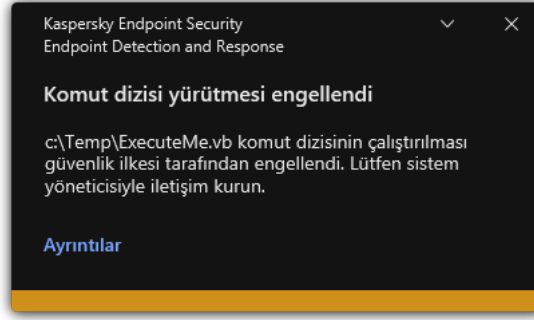 Kaspersky Endpoint Security
Endpoint Detection and Response
Komut dizisi yürütmesi engellendi
c:\Temp\ExecuteMe.vb komut dizisinin çalıştırılması
güvenlik ilkesi tarafından engellendi. Lütfen sistem
yöneticisiyle iletişim kurun.
Ayrıntılar